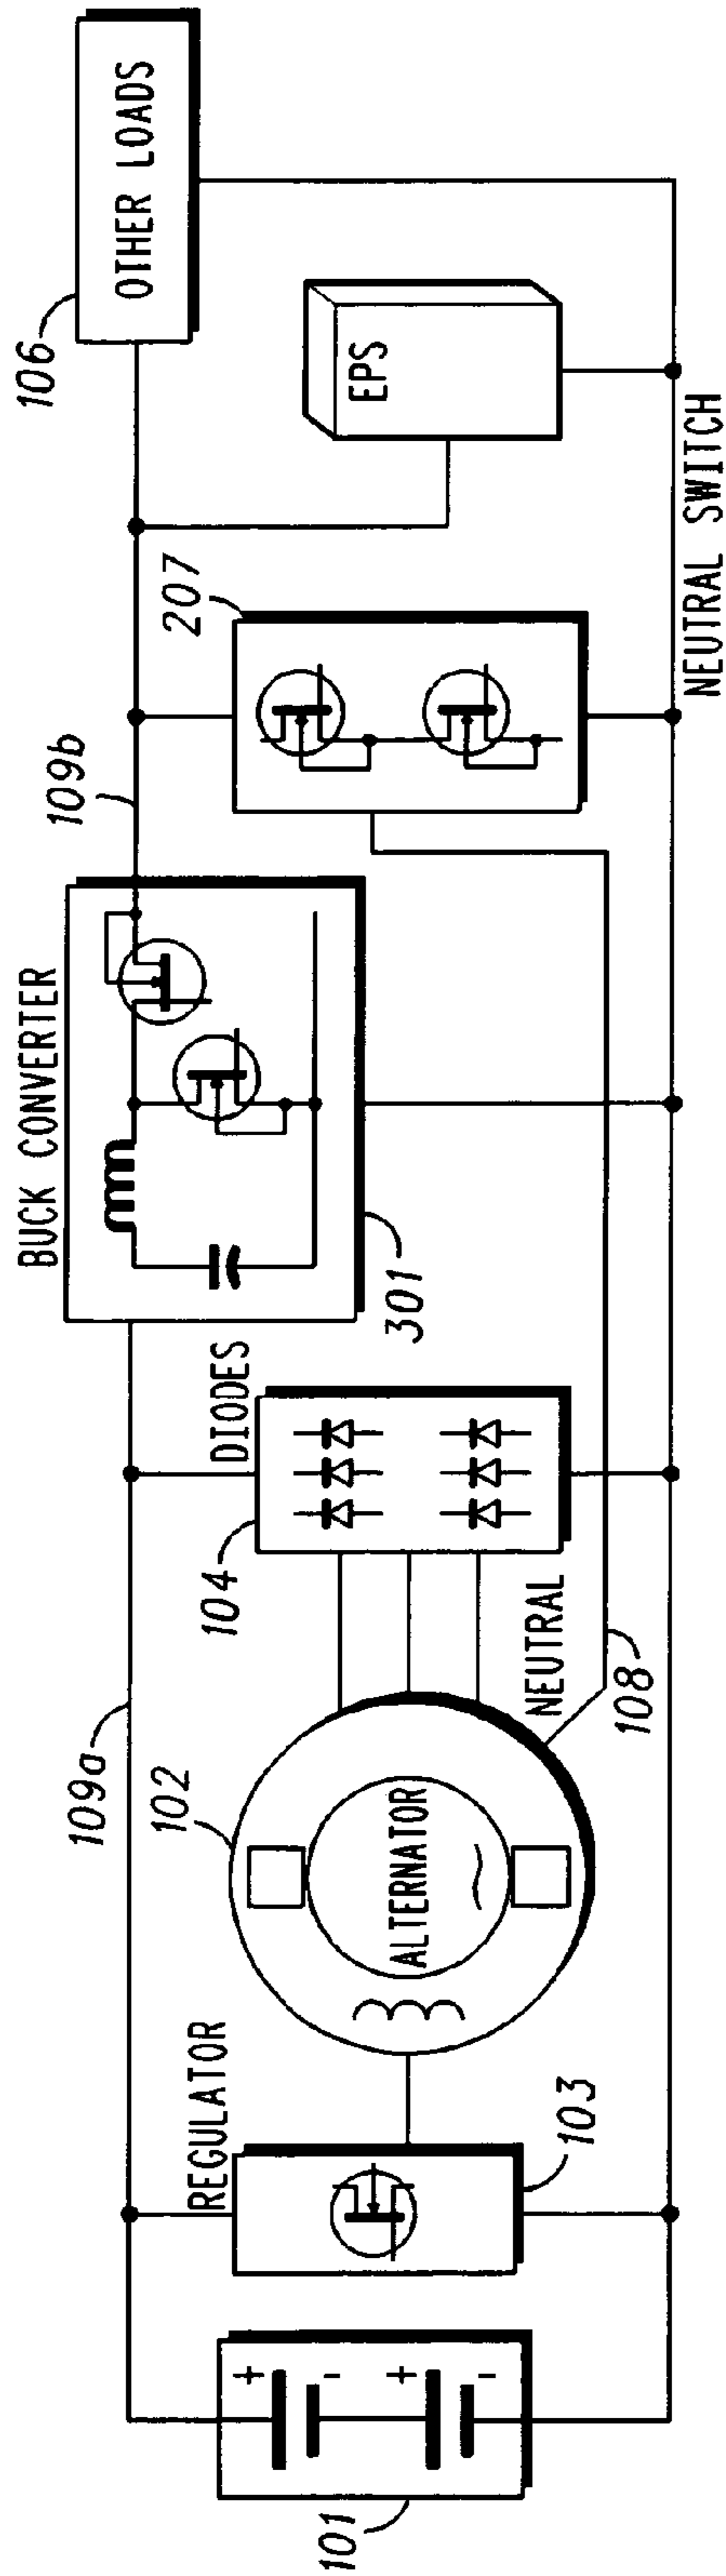 101
+
-
+
-
REGULATOR
103
109a
102
ALTERNATOR
NEUTRAL
108
104
DIODES
BUCK CONVERTER
301
109b
207
NEUTRAL SWITCH
EPS
106
OTHER LOADS